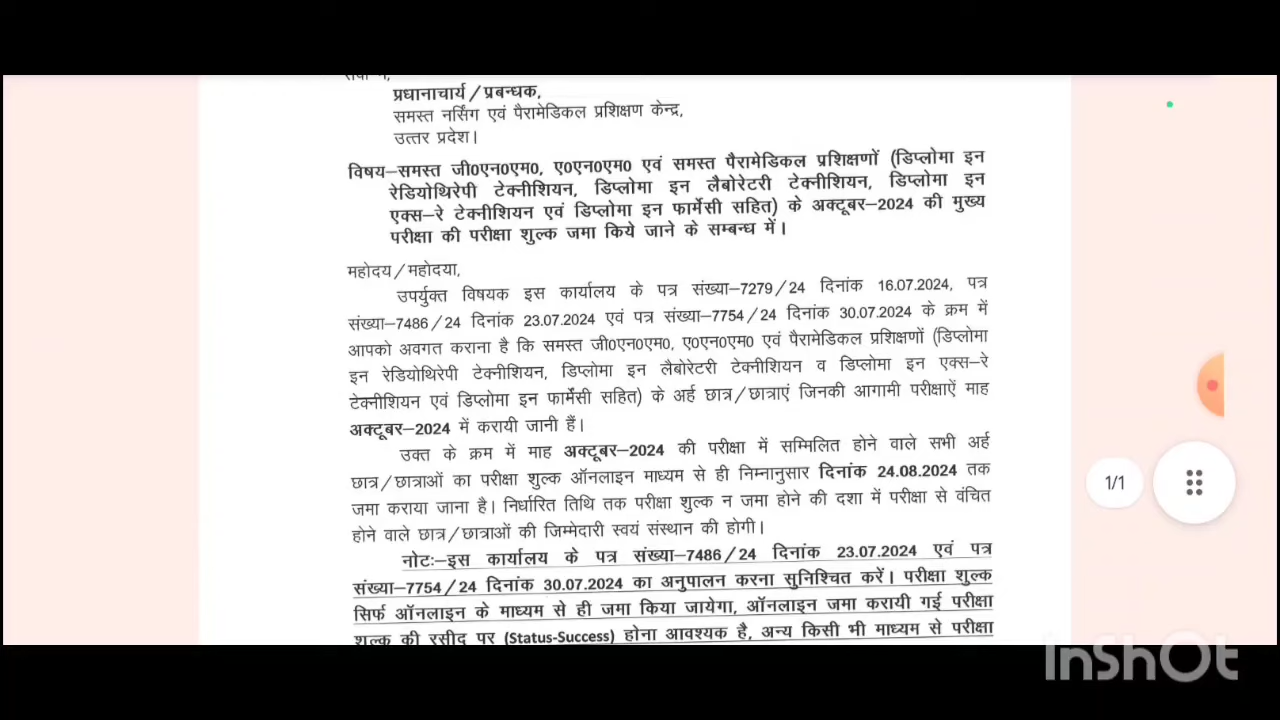 प्रधानाचार्य/प्रबन्धक,
समस्त नर्सिंग एवं पैरामेडिकल प्रशिक्षण केन्द्र,
उत्तर प्रदेश।
विषय–समस्त जी0एन0एम0, ए0एन0एम0 एवं समस्त पैरामेडिकल प्रशिक्षणों (डिप्लोमा इन
रेडियोथिरेपी टेक्नीशियन, डिप्लोमा इन लैबोरेटरी टेक्नीशियन, डिप्लोमा इन
एक्स–रे टेक्नीशियन एवं डिप्लोमा इन फार्मेसी सहित) के अक्टूबर–2024 की मुख्य
परीक्षा की परीक्षा शुल्क जमा किये जाने के सम्बन्ध में।
महोदय/महोदया,
उपर्युक्त विषयक इस कार्यालय के पत्र संख्या–7279/24 दिनांक 16.07.2024, पत्र
संख्या–7486/24 दिनांक 23.07.2024 एवं पत्र संख्या–7754/24 दिनांक 30.07.2024 के क्रम में
आपको अवगत कराना है कि समस्त जी0एन0एम0, ए0एन0एम0 एवं पैरामेडिकल प्रशिक्षणों (डिप्लोमा
इन रेडियोथिरेपी टेक्नीशियन, डिप्लोमा इन लैबोरेटरी टेक्नीशियन व डिप्लोमा इन एक्स–रे
टेक्नीशियन एवं डिप्लोमा इन फार्मेसी सहित) के अर्ह छात्र/छात्राएं जिनकी आगामी परीक्षाऐं माह
अक्टूबर–2024 में करायी जानी हैं।
उक्त के क्रम में माह अक्टूबर–2024 की परीक्षा में सम्मिलित होने वाले सभी अर्ह
छात्र/छात्राओं का परीक्षा शुल्क ऑनलाइन माध्यम से ही निम्नानुसार दिनांक 24.08.2024 तक
जमा कराया जाना है। निर्धारित तिथि तक परीक्षा शुल्क न जमा होने की दशा में परीक्षा से वंचित
होने वाले छात्र/छात्राओं की जिम्मेदारी स्वयं संस्थान की होगी।
नोटः–इस कार्यालय के पत्र संख्या–7486/24 दिनांक 23.07.2024 एवं पत्र
संख्या–7754/24 दिनांक 30.07.2024 का अनुपालन करना सुनिश्चित करें। परीक्षा शुल्क
सिर्फ ऑनलाइन के माध्यम से ही जमा किया जायेगा, ऑनलाइन जमा करायी गई परीक्षा
शुल्क की रसीद पर (Status-Success) होना आवश्यक है, अन्य किसी भी माध्यम से परीक्षा
1/1
InShOt